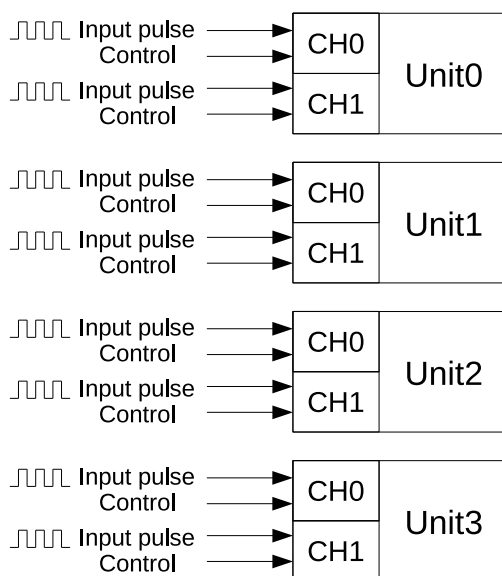 Input pulse
Control
CH0
Input pulse
Control
CH1
Unit0
Input pulse
Control
CH0
Input pulse
Control
CH1
Unit1
Input pulse
Control
CH0
Input pulse
Control
CH1
Unit2
Input pulse
Control
CH0
Input pulse
Control
CH1
Unit3